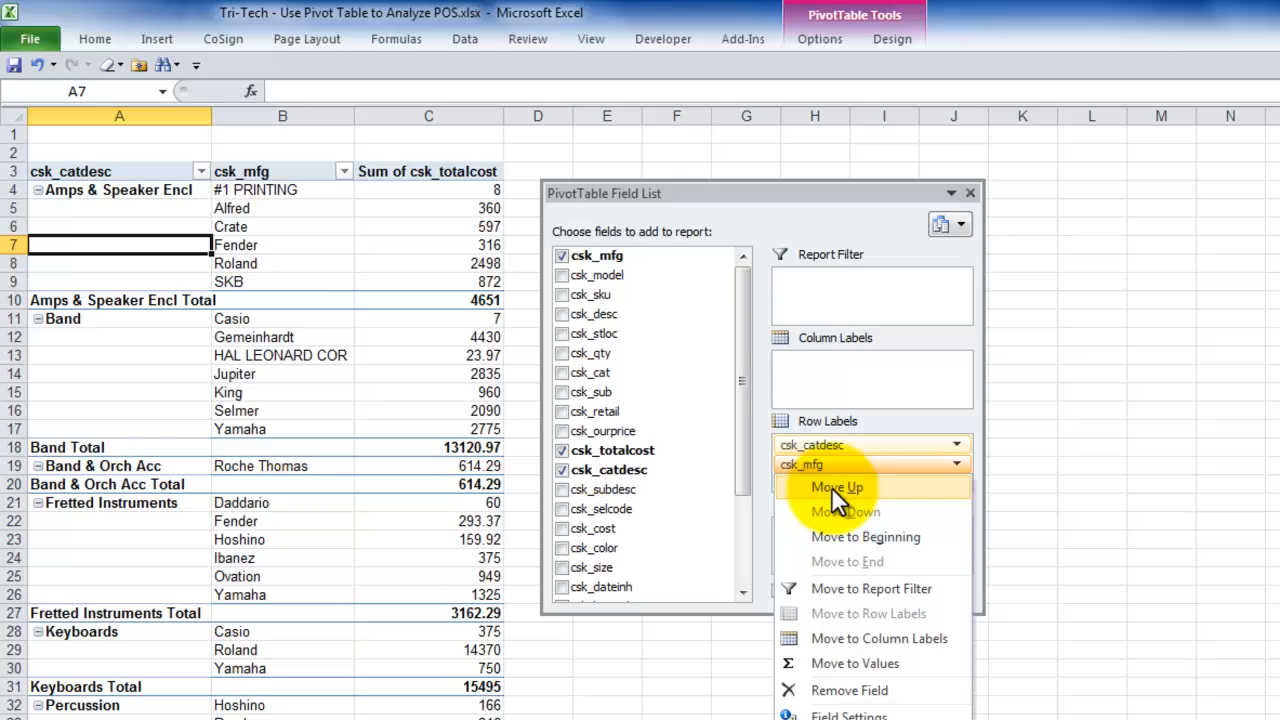 Tri-Tech - Use Pivot Table to Analyze POS.xlsx - Microsoft Excel
PivotTable Tools
File Home Insert CoSign Page Layout Formulas Data Review View Developer Add-Ins Options Design
A7 fx
A B C D E F G H I J K L M N
1
2
3 csk_catdesc csk_mfg Sum of csk_totalcost
4 Amps & Speaker Encl #1 PRINTING 8
5 Alfred 360
6 Crate 597
7 Fender 316
8 Roland 2498
9 SKB 872
10 Amps & Speaker Encl Total 4651
11 Band Casio 7
12 Gemeinhardt 4430
13 HAL LEONARD COR 23.97
14 Jupiter 2835
15 King 960
16 Selmer 2090
17 Yamaha 2775
18 Band Total 13120.97
19 Band & Orch Acc Roche Thomas 614.29
20 Band & Orch Acc Total 614.29
21 Fretted Instruments Daddario 60
22 Fender 293.37
23 Hoshino 159.92
24 Ibanez 375
25 Ovation 949
26 Yamaha 1325
27 Fretted Instruments Total 3162.29
28 Keyboards Casio 375
29 Roland 14370
30 Yamaha 750
31 Keyboards Total 15495
32 Percussion Hoshino 166
PivotTable Field List
Choose fields to add to report:
csk_mfg
csk_model
csk_sku
csk_desc
csk_stloc
csk_qty
csk_cat
csk_sub
csk_retail
csk_ourprice
csk_totalcost
csk_catdesc
csk_subdesc
csk_selcode
csk_cost
csk_color
csk_size
csk_dateinh
Report Filter
Column Labels
Row Labels
csk_catdesc
csk_mfg
Move Up
Move Down
Move to Beginning
Move to End
Move to Report Filter
Move to Row Labels
Move to Column Labels
Σ Move to Values
Remove Field
Field Settings